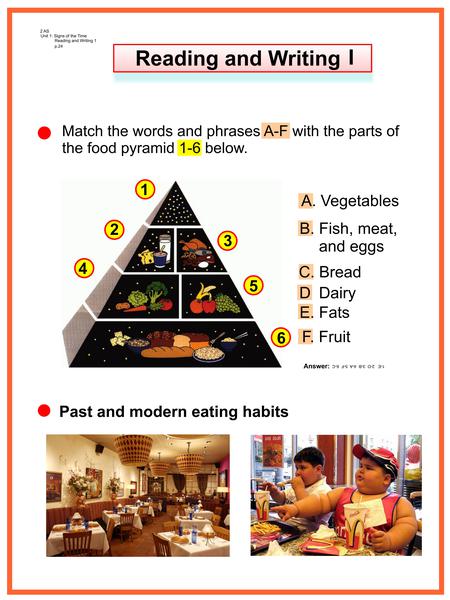 2 AS
Unit 1: Signs of the Time
Reading and Writing 1
p.24
Reading and Writing I
Match the words and phrases A-F with the parts of
the food pyramid 1-6 below.
1
2
3
4
5
6
A. Vegetables
B. Fish, meat,
and eggs
C. Bread
D Dairy
E. Fats
F. Fruit
Answer: 1E 2D 3B 4A 5F 6C
Past and modern eating habits